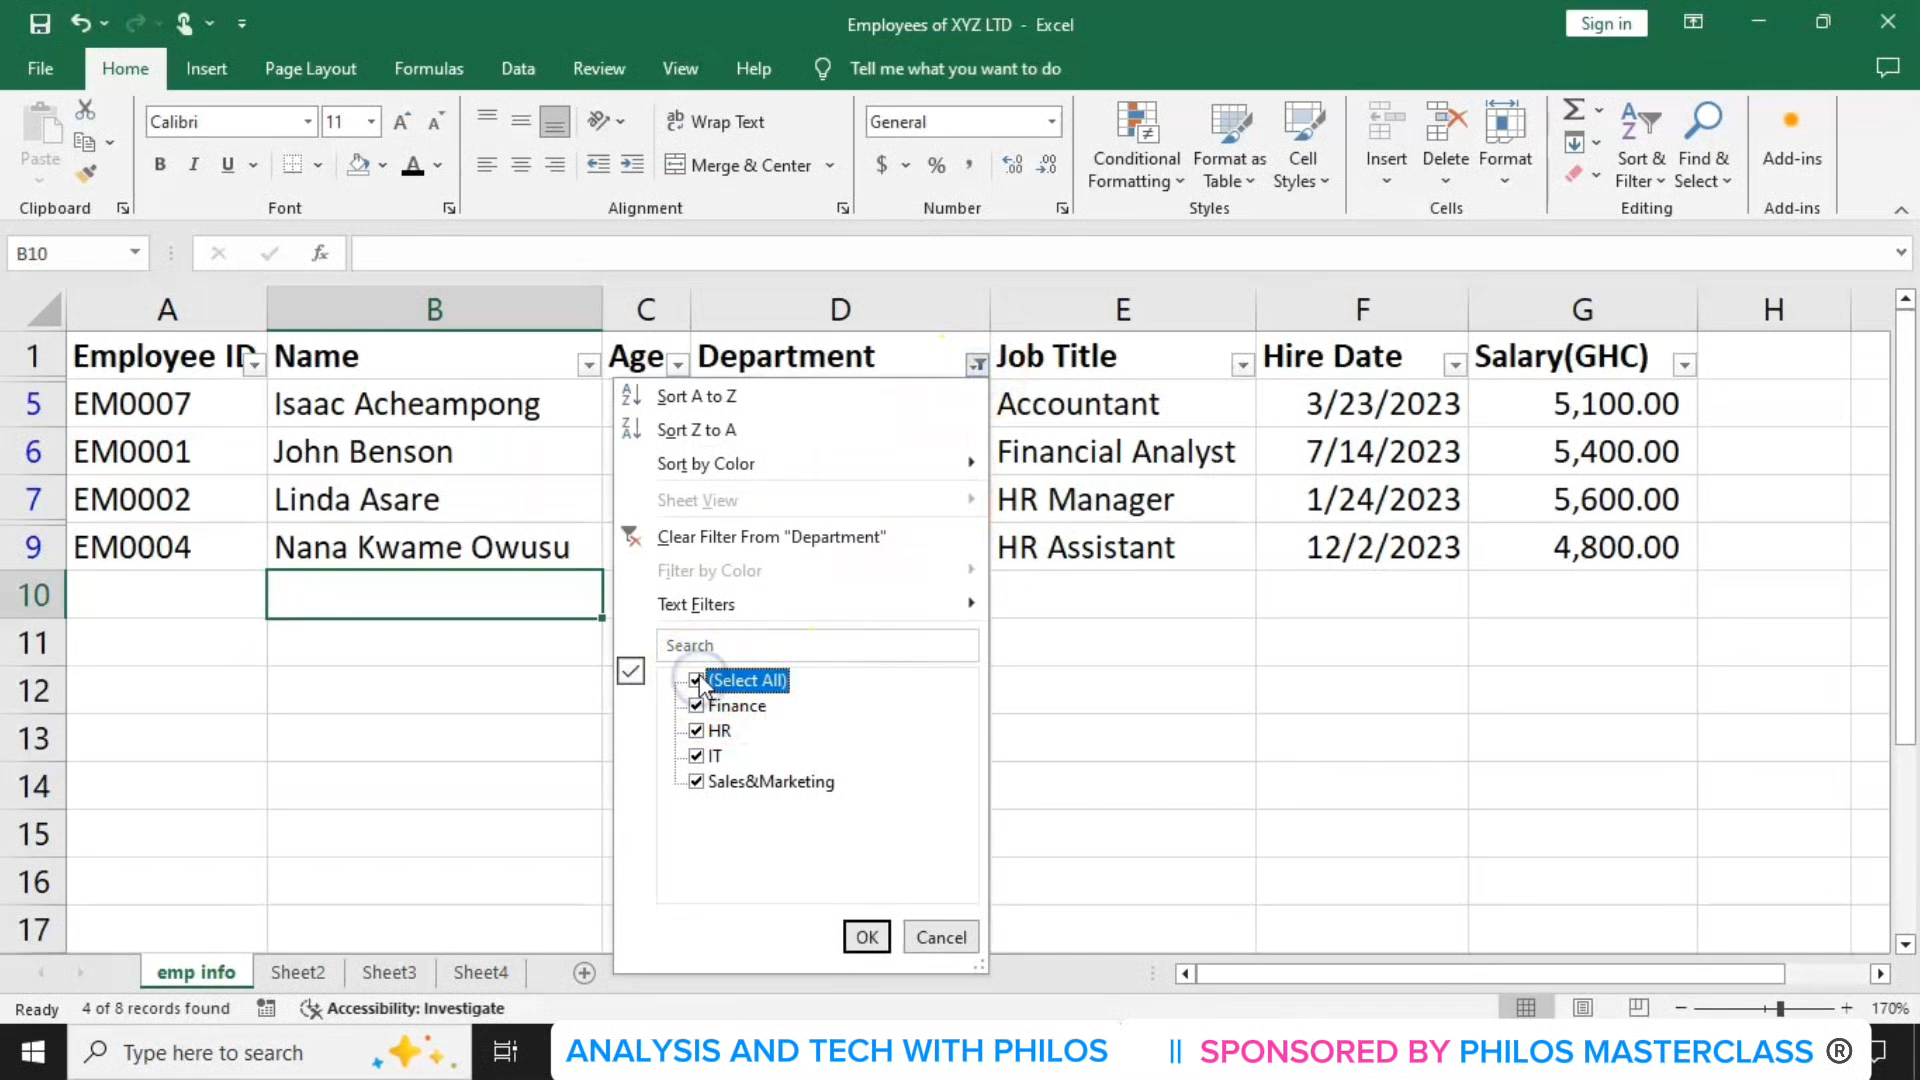 Employees of XYZ LTD - Excel
Sign in
File Home Insert Page Layout Formulas Data Review View Help Tell me what you want to do
Calibri 11 Wrap Text General
Paste B I U Merge & Center $ % ,
Conditional Formatting Format as Table Cell Styles Insert Delete Format Sort & Filter Find & Select Add-ins
Clipboard Font Alignment Number Styles Cells Editing Add-ins
B10 fx
A B C D E F G H
1 Employee ID Name Age Department Job Title Hire Date Salary(GHC)
5 EM0007 Isaac Acheampong Accountant 3/23/2023 5,100.00
6 EM0001 John Benson Financial Analyst 7/14/2023 5,400.00
7 EM0002 Linda Asare HR Manager 1/24/2023 5,600.00
9 EM0004 Nana Kwame Owusu HR Assistant 12/2/2023 4,800.00
10
11
12
13
14
15
16
17
Sort A to Z
Sort Z to A
Sort by Color
Sheet View
Clear Filter From "Department"
Filter by Color
Text Filters
Search
(Select All)
Finance
HR
IT
Sales&Marketing
OK Cancel
emp info Sheet2 Sheet3 Sheet4
Ready 4 of 8 records found Accessibility: Investigate 170%
Type here to search
ANALYSIS AND TECH WITH PHILOS || SPONSORED BY PHILOS MASTERCLASS ®